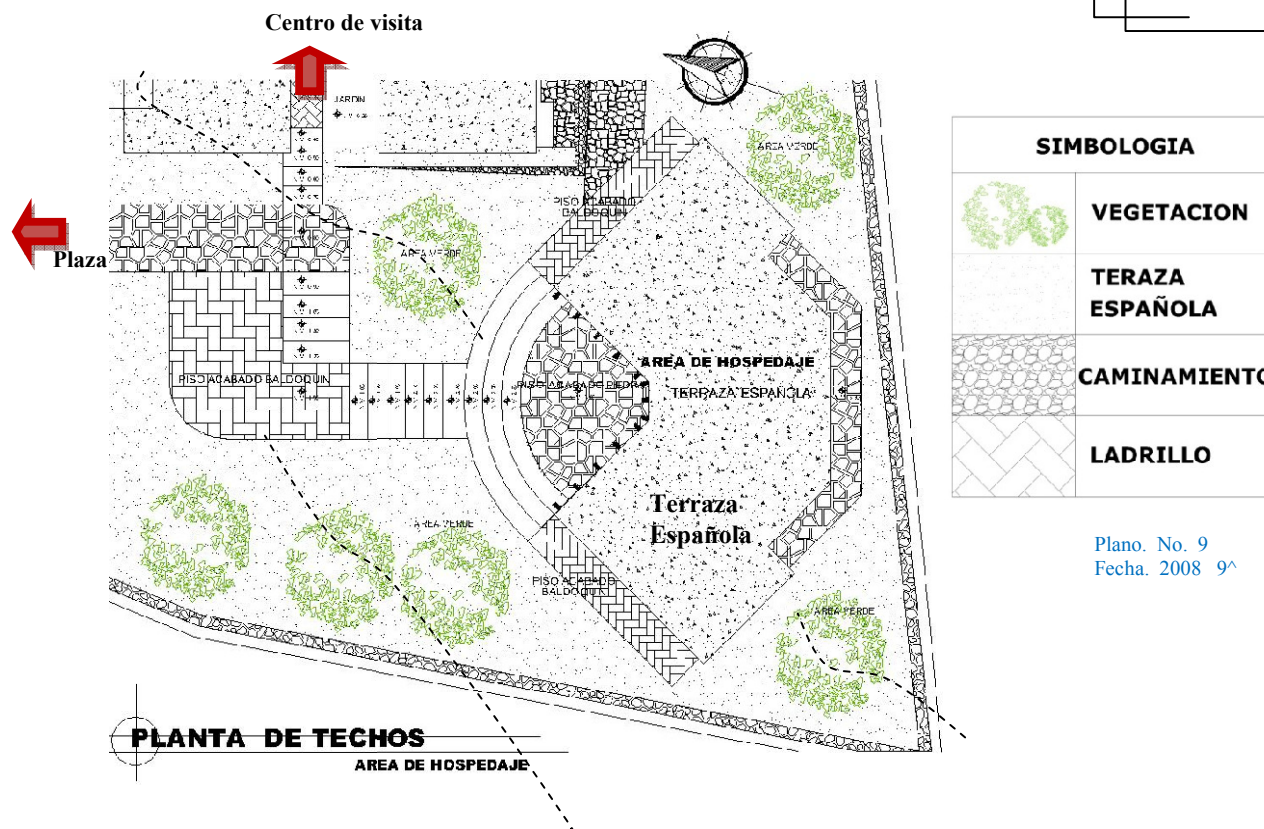 Centro de visita
JARDIN
AREA VERDE
PISO ACABADO
BALDOQUIN
Plaza
AREA VERDE
AREA DE HOSPEDAJE
PISO ACABADO PIEDRA
TERRAZA ESPAÑOLA
PISO ACABADO BALDOQUIN
Terraza
Española
AREA VERDE
PISO ACABADO
BALDOQUIN
AREA VERDE
PLANTA DE TECHOS
AREA DE HOSPEDAJE
SIMBOLOGIA
VEGETACION
TERAZA
ESPAÑOLA
CAMINAMIENTO
LADRILLO
Plano. No. 9
Fecha. 2008 9^